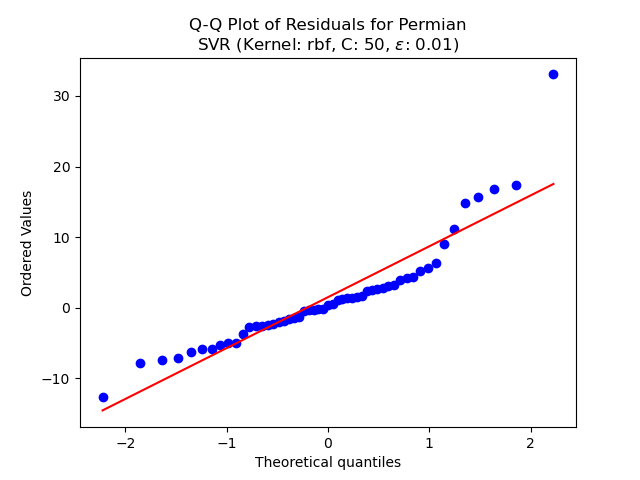 Q-Q Plot of Residuals for Permian
SVR (Kernel: rbf, C: 50, ε: 0.01)
Ordered Values
30
20
10
0
−10
−2
−1
0
1
2
Theoretical quantiles